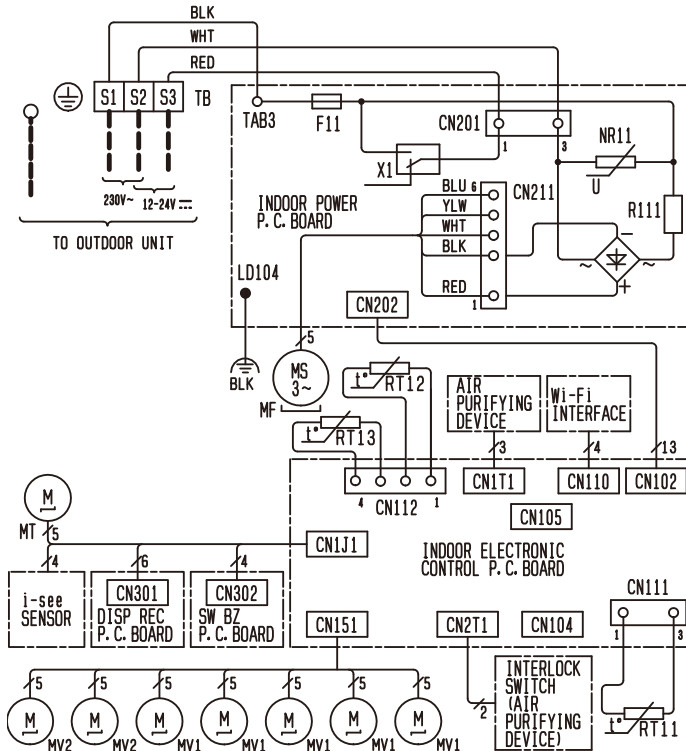 BLK
WHT
RED
S1 S2 S3 TB
TAB3
F11
CN201
1
3
NR11
U
X1
230V~
12-24V ⎓
TO OUTDOOR UNIT
INDOOR POWER
P.C.BOARD
BLU 6
YLW
WHT
BLK
RED
1
CN211
R111
~
−
~
+
LD104
BLK
CN202
5
MS
3~
MF
t°
RT12
t°
RT13
AIR
PURIFYING
DEVICE
3
Wi-Fi
INTERFACE
4
13
4
1
CN112
CN1T1
CN110
CN102
CN105
M
MT
5
CN1J1
INDOOR ELECTRONIC
CONTROL P.C.BOARD
4
i-see
SENSOR
6
CN301
DISP REC
P.C.BOARD
4
CN302
SW BZ
P.C.BOARD
CN111
1
3
CN151
CN2T1
CN104
2
INTERLOCK
SWITCH
(AIR
PURIFYING
DEVICE)
t°
RT11
5 5 5 5 5 5 5
M M M M M M M
MV2 MV2 MV1 MV1 MV1 MV1 MV1